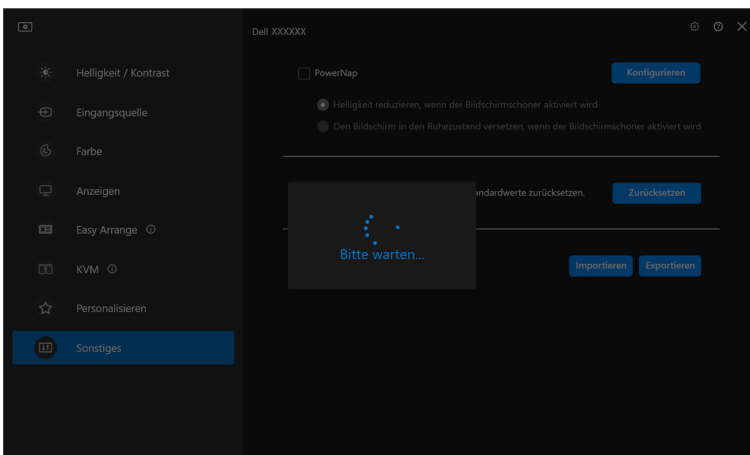 Dell XXXXXX
Helligkeit / Kontrast
Eingangsquelle
Farbe
Anzeigen
Easy Arrange
KVM
Personalisieren
Sonstiges
PowerNap
Konfigurieren
Helligkeit reduzieren, wenn der Bildschirmschoner aktiviert wird
Den Bildschirm in den Ruhezustand versetzen, wenn der Bildschirmschoner aktiviert wird
zurücksetzen.
Zurücksetzen
Bitte warten...
Importieren
Exportieren